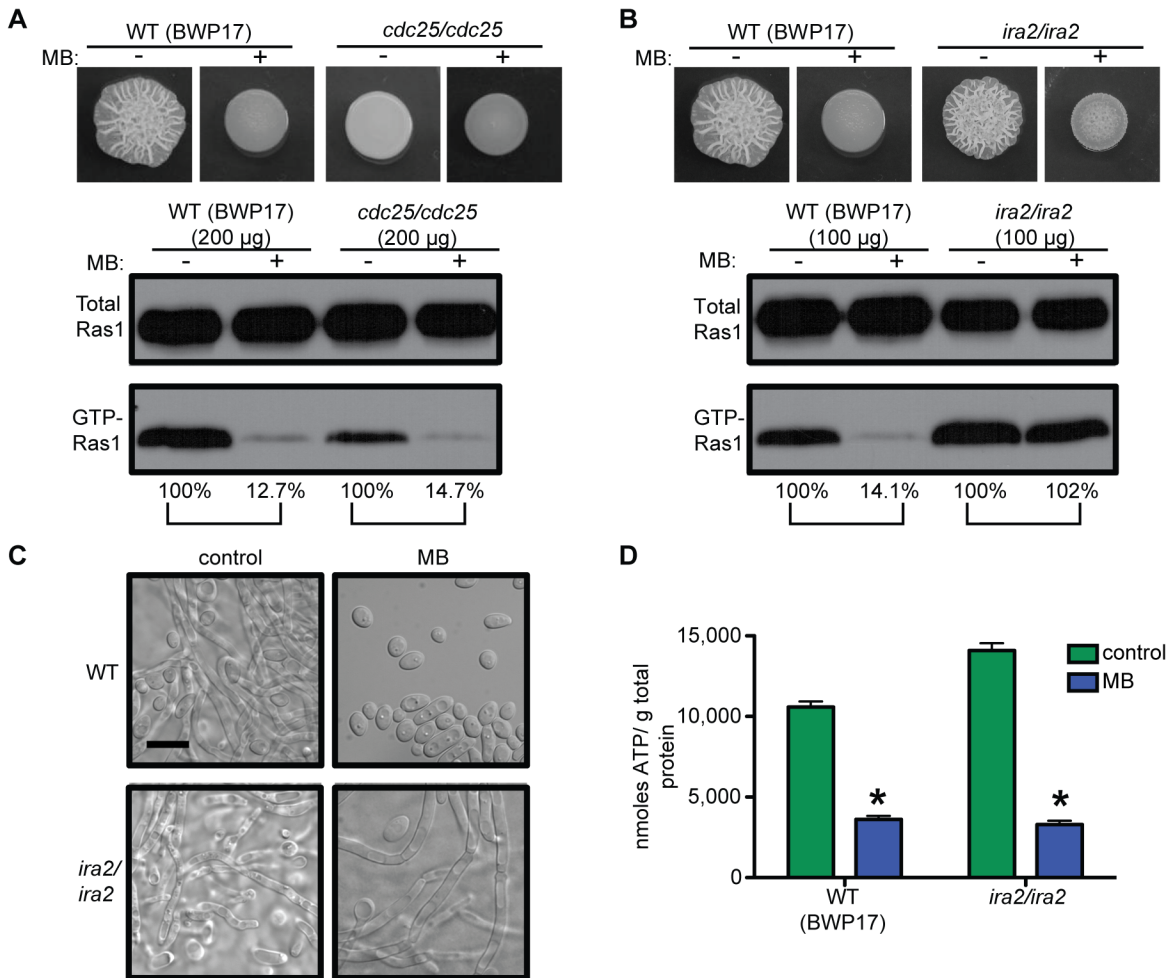 A
WT (BWP17)
cdc25/cdc25
MB:
-
+
-
+
WT (BWP17)
(200 µg)
cdc25/cdc25
(200 µg)
MB:
-
+
-
+
Total
Ras1
GTP-
Ras1
100%
12.7%
100%
14.7%
B
WT (BWP17)
ira2/ira2
MB:
-
+
-
+
WT (BWP17)
(100 µg)
ira2/ira2
(100 µg)
MB:
-
+
-
+
Total
Ras1
GTP-
Ras1
100%
14.1%
100%
102%
C
control
MB
WT
ira2/
ira2
D
nmoles ATP/ g total
protein
15,000
10,000
5,000
0
control
MB
*
*
WT
(BWP17)
ira2/ira2